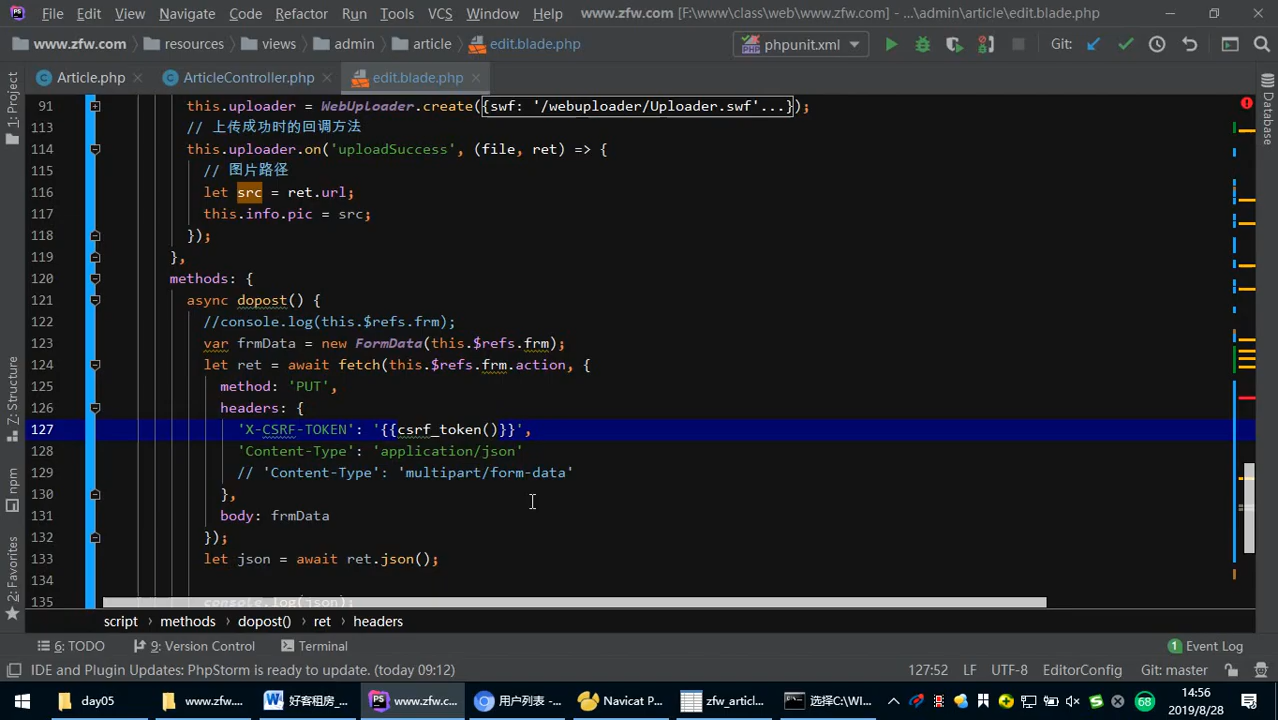 File Edit View Navigate Code Refactor Run Tools VCS Window Help www.zfw.com [F:\www\class\web\www.zfw.com] - ...\admin\article\edit.blade.php
www.zfw.com resources views admin article edit.blade.php phpunit.xml Git:
Article.php ArticleController.php edit.blade.php
91 this.uploader = WebUploader.create({swf: '/webuploader/Uploader.swf'...});
113 // 上传成功时的回调方法
114 this.uploader.on('uploadSuccess', (file, ret) => {
115 // 图片路径
116 let src = ret.url;
117 this.info.pic = src;
118 });
119 },
120 methods: {
121 async dopost() {
122 //console.log(this.$refs.frm);
123 var frmData = new FormData(this.$refs.frm);
124 let ret = await fetch(this.$refs.frm.action, {
125 method: 'PUT',
126 headers: {
127 'X-CSRF-TOKEN': '{{csrf_token()}}',
128 'Content-Type': 'application/json'
129 // 'Content-Type': 'multipart/form-data'
130 },
131 body: frmData
132 });
133 let json = await ret.json();
134
135 console.log(json);
1: Project
7: Structure
npm
2: Favorites
Database
script methods dopost() ret headers
6: TODO 9: Version Control Terminal 1 Event Log
IDE and Plugin Updates: PhpStorm is ready to update. (today 09:12) 127:52 LF UTF-8 EditorConfig Git: master
day05 www.zfw.... 好客租房_... www.zfw.c... 用户列表 -... Navicat P... zfw_articl... 选择C:\WI... 68 14:56
2019/8/28